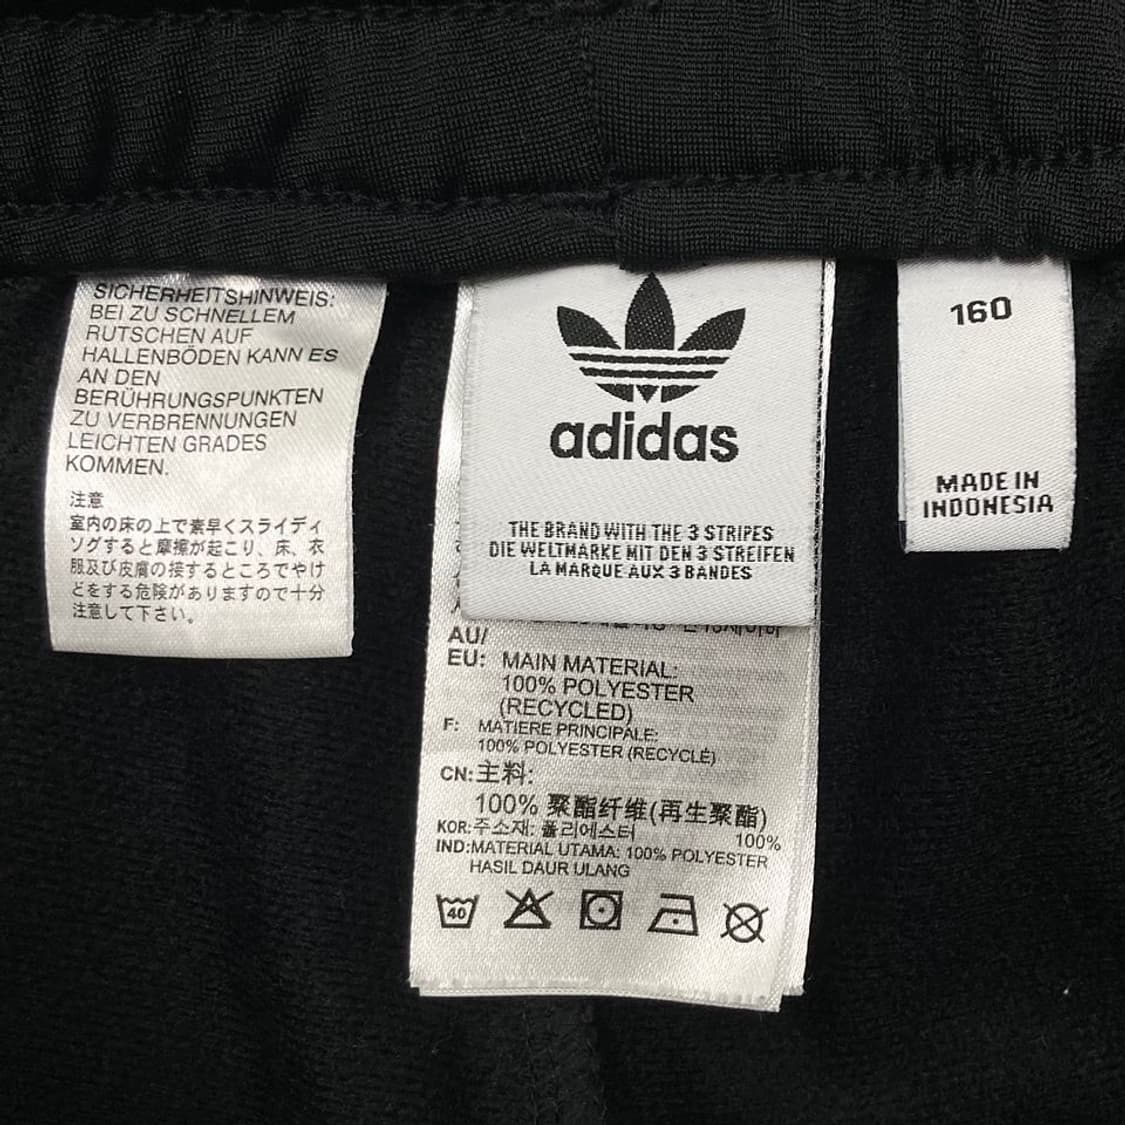 SICHERHEITSHINWEIS:
BEI ZU SCHNELLEM
RUTSCHEN AUF
HALLENBÖDEN KANN ES
AN DEN
BERÜHRUNGSPUNKTEN
ZU VERBRENNUNGEN
LEICHTEN GRADES
KOMMEN.
注意
室内の床の上で素早くスライディ
ングすると摩擦が起こり、床、衣
服及び皮膚の接するところでやけ
どをする危険がありますので十分
注意して下さい。
adidas
THE BRAND WITH THE 3 STRIPES
DIE WELTMARKE MIT DEN 3 STREIFEN
LA MARQUE AUX 3 BANDES
AU/
EU: MAIN MATERIAL:
100% POLYESTER
(RECYCLED)
F: MATIERE PRINCIPALE:
100% POLYESTER (RECYCLÉ)
CN:主料:
100% 聚酯纤维(再生聚酯)
KOR:주소재: 폴리에스터 100%
IND:MATERIAL UTAMA: 100% POLYESTER
HASIL DAUR ULANG
40
160
MADE IN
INDONESIA